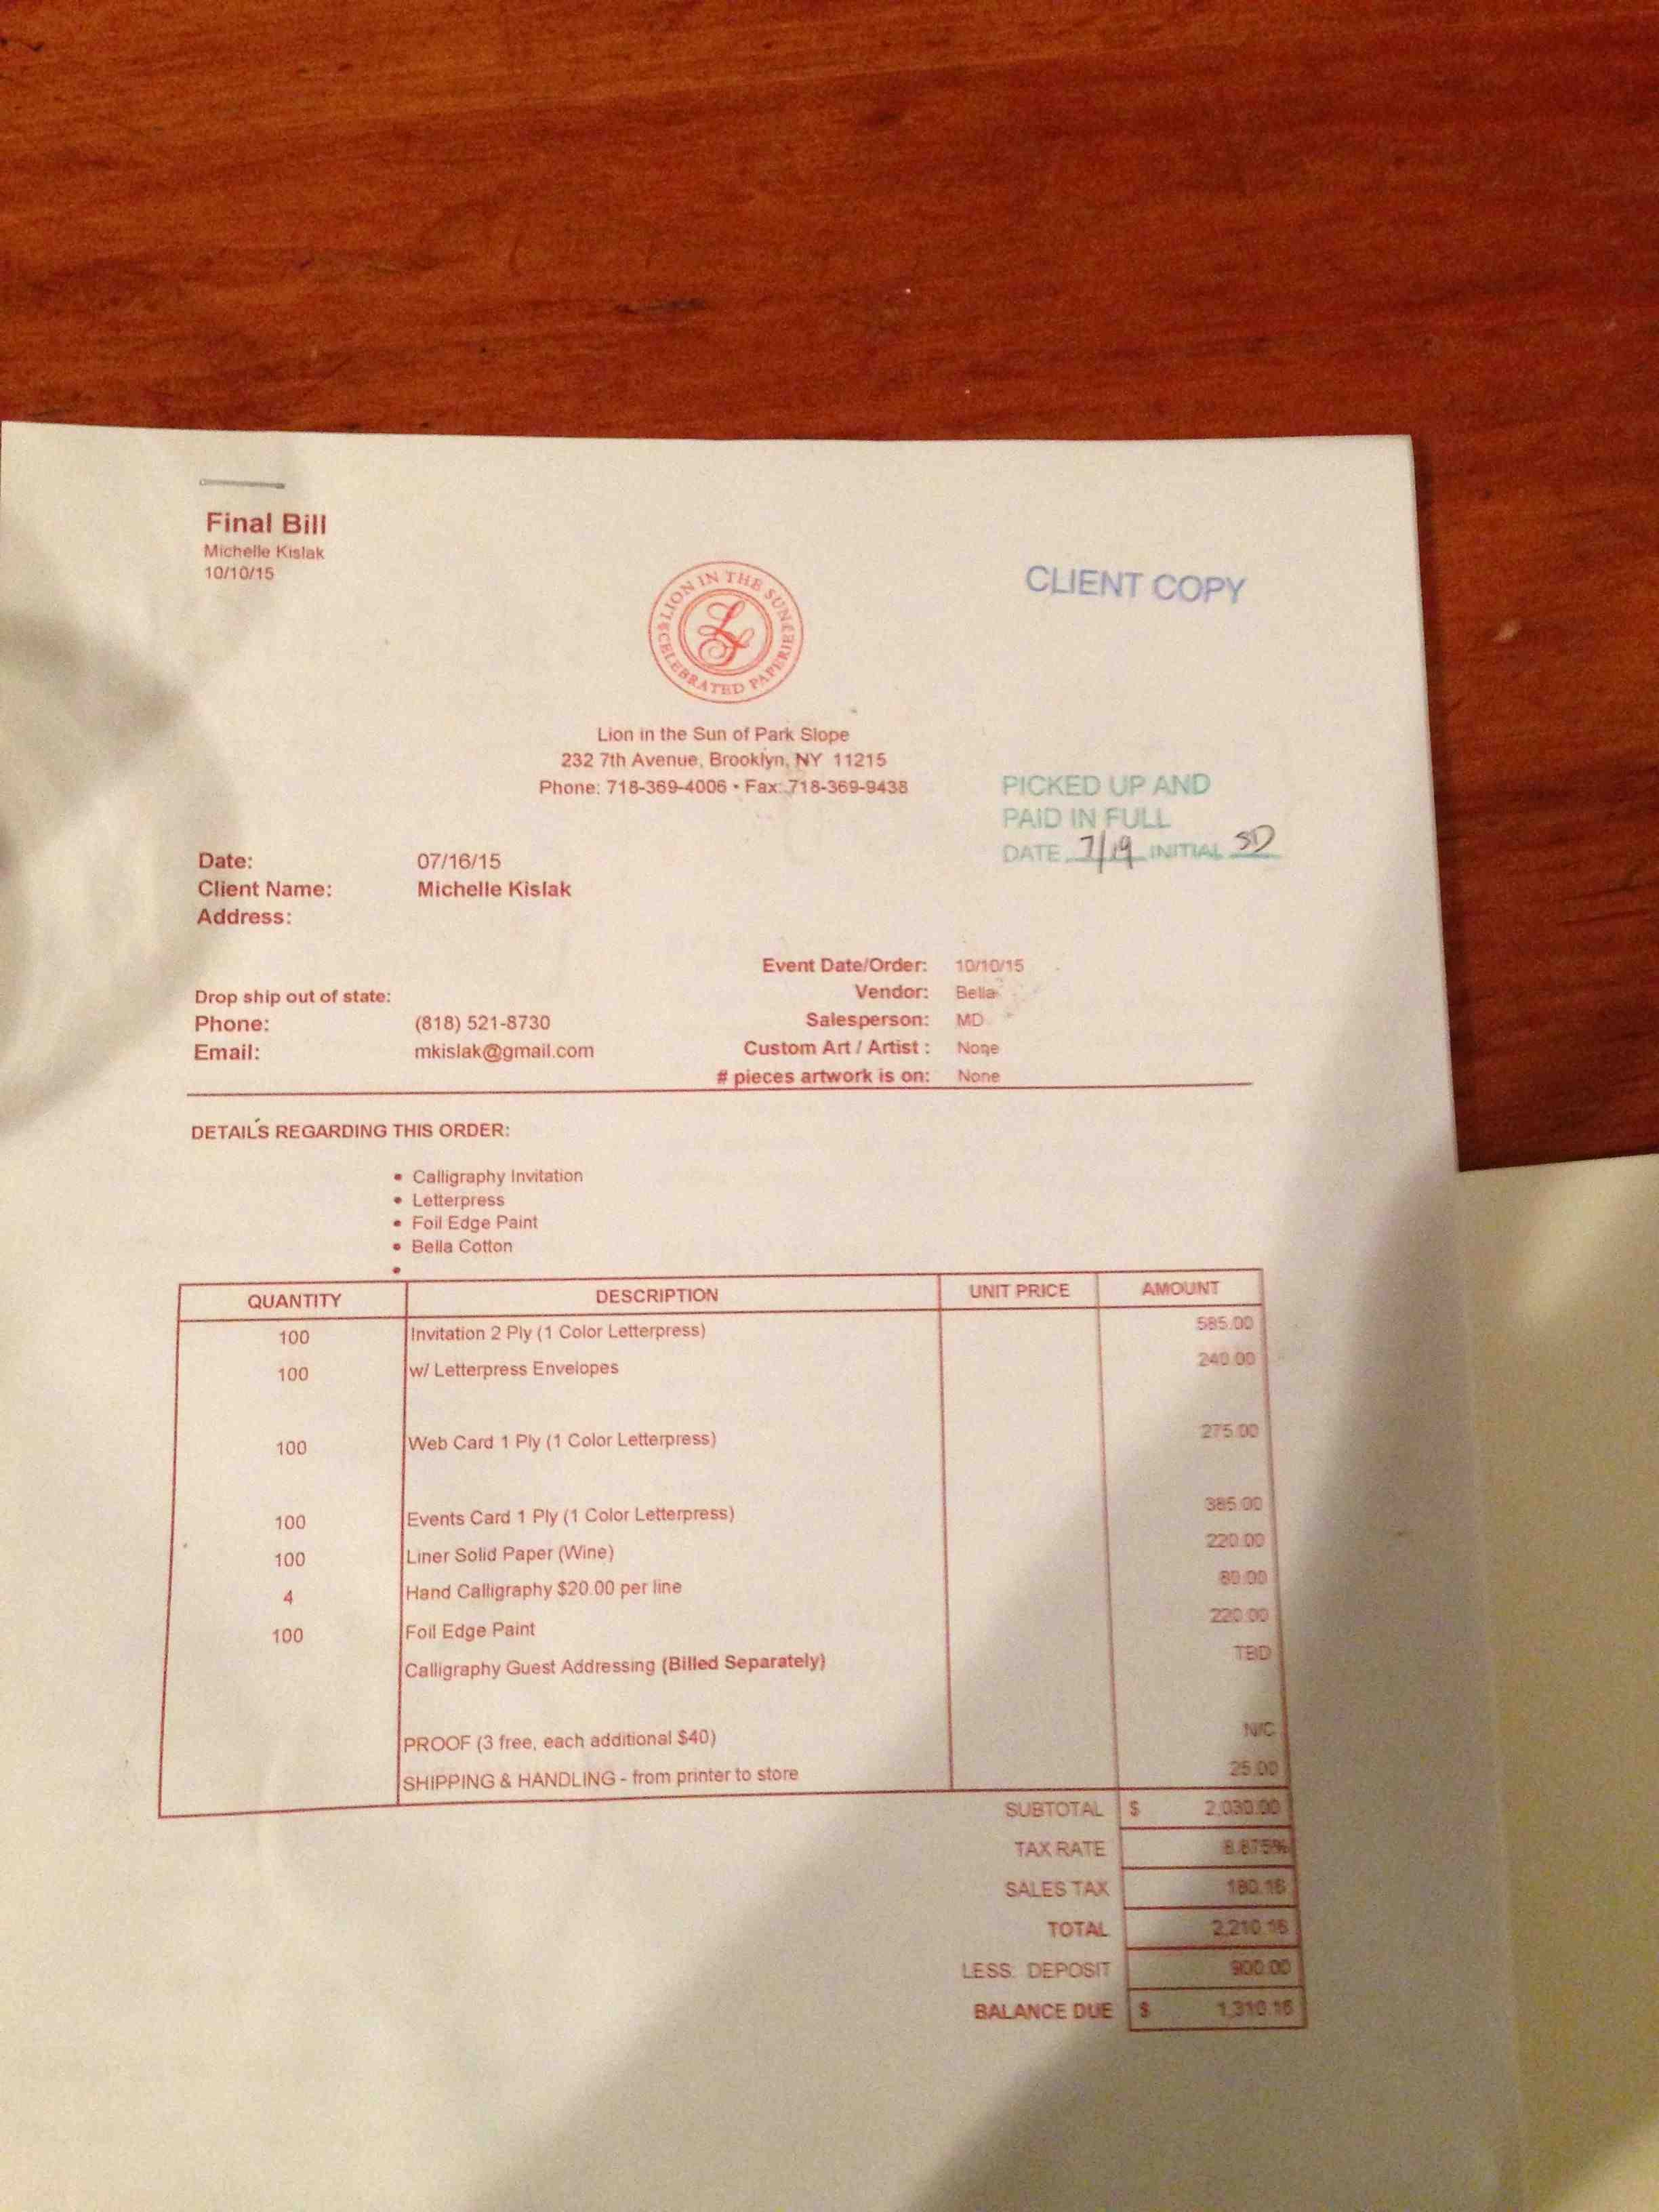 Final Bill
Michelle Kislak
10/10/15
CLIENT COPY
LION IN THE SUN
CELEBRATED PAPERIE
Lion in the Sun of Park Slope
232 7th Avenue, Brooklyn, NY 11215
Phone: 718-369-4006 • Fax: 718-369-9438
PICKED UP AND
PAID IN FULL
DATE 7/19 INITIAL SD
Date: 07/16/15
Client Name: Michelle Kislak
Address:
Event Date/Order: 10/10/15
Vendor: Bella
Drop ship out of state:
Salesperson: MD
Phone: (818) 521-8730
Custom Art / Artist : None
Email: mkislak@gmail.com
# pieces artwork is on: None
DETAILS REGARDING THIS ORDER:
• Calligraphy Invitation
• Letterpress
• Foil Edge Paint
• Bella Cotton
•
QUANTITY DESCRIPTION UNIT PRICE AMOUNT
100 Invitation 2 Ply (1 Color Letterpress) 585.00
100 w/ Letterpress Envelopes 240.00
100 Web Card 1 Ply (1 Color Letterpress) 275.00
100 Events Card 1 Ply (1 Color Letterpress) 385.00
100 Liner Solid Paper (Wine) 220.00
4 Hand Calligraphy $20.00 per line 80.00
100 Foil Edge Paint 220.00
Calligraphy Guest Addressing (Billed Separately) TBD
PROOF (3 free, each additional $40) N/C
SHIPPING & HANDLING - from printer to store 25.00
SUBTOTAL $ 2,030.00
TAX RATE 8.875%
SALES TAX 180.16
TOTAL 2,210.16
LESS: DEPOSIT 900.00
BALANCE DUE $ 1,310.16